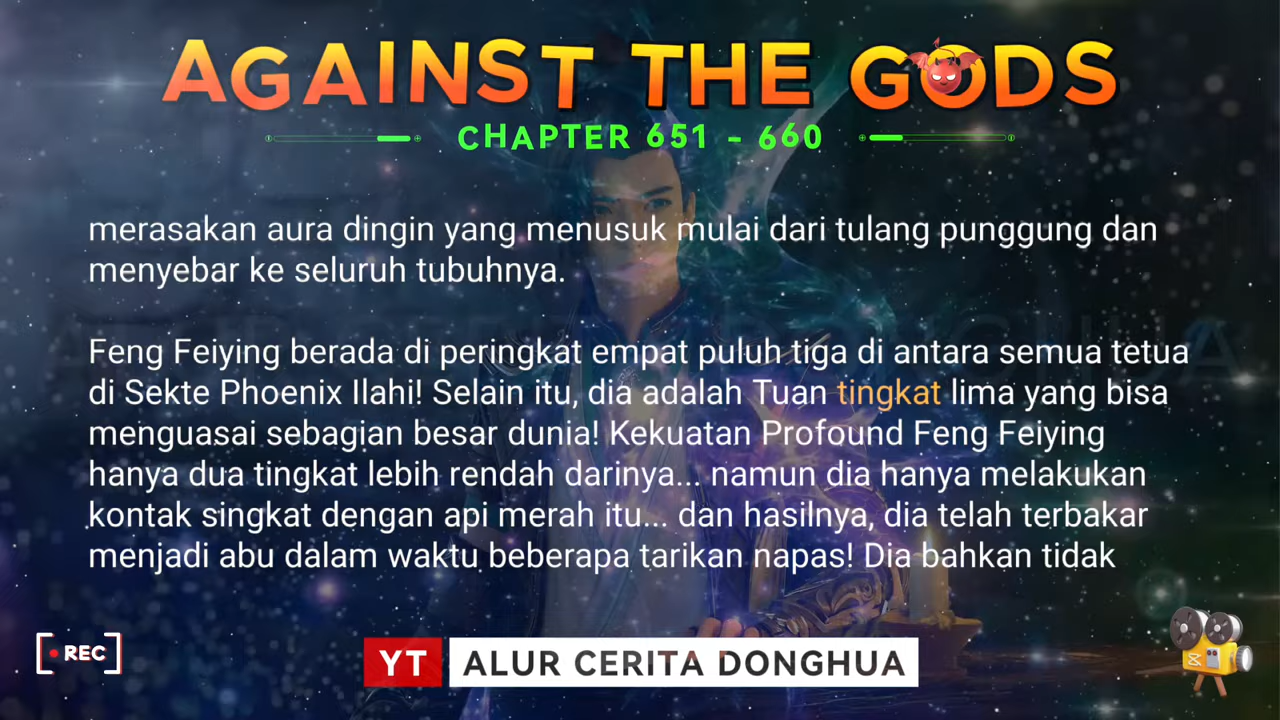 AGAINST THE GODS
CHAPTER 651 - 660
merasakan aura dingin yang menusuk mulai dari tulang punggung dan
menyebar ke seluruh tubuhnya.
Feng Feiying berada di peringkat empat puluh tiga di antara semua tetua
di Sekte Phoenix Ilahi! Selain itu, dia adalah Tuan tingkat lima yang bisa
menguasai sebagian besar dunia! Kekuatan Profound Feng Feiying
hanya dua tingkat lebih rendah darinya... namun dia hanya melakukan
kontak singkat dengan api merah itu... dan hasilnya, dia telah terbakar
menjadi abu dalam waktu beberapa tarikan napas! Dia bahkan tidak
REC
YT ALUR CERITA DONGHUA